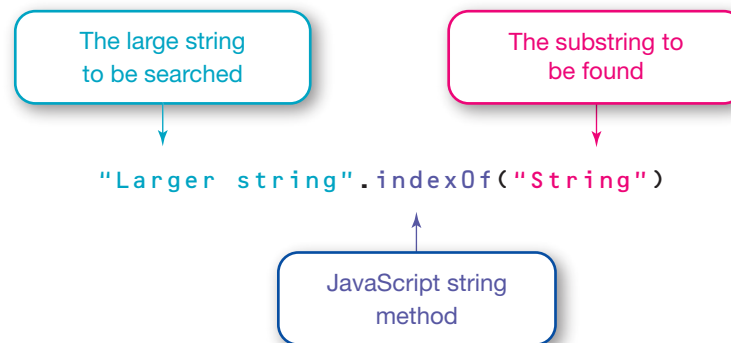 The large string
to be searched
The substring to
be found
"Larger string".indexOf("String")
JavaScript string
method